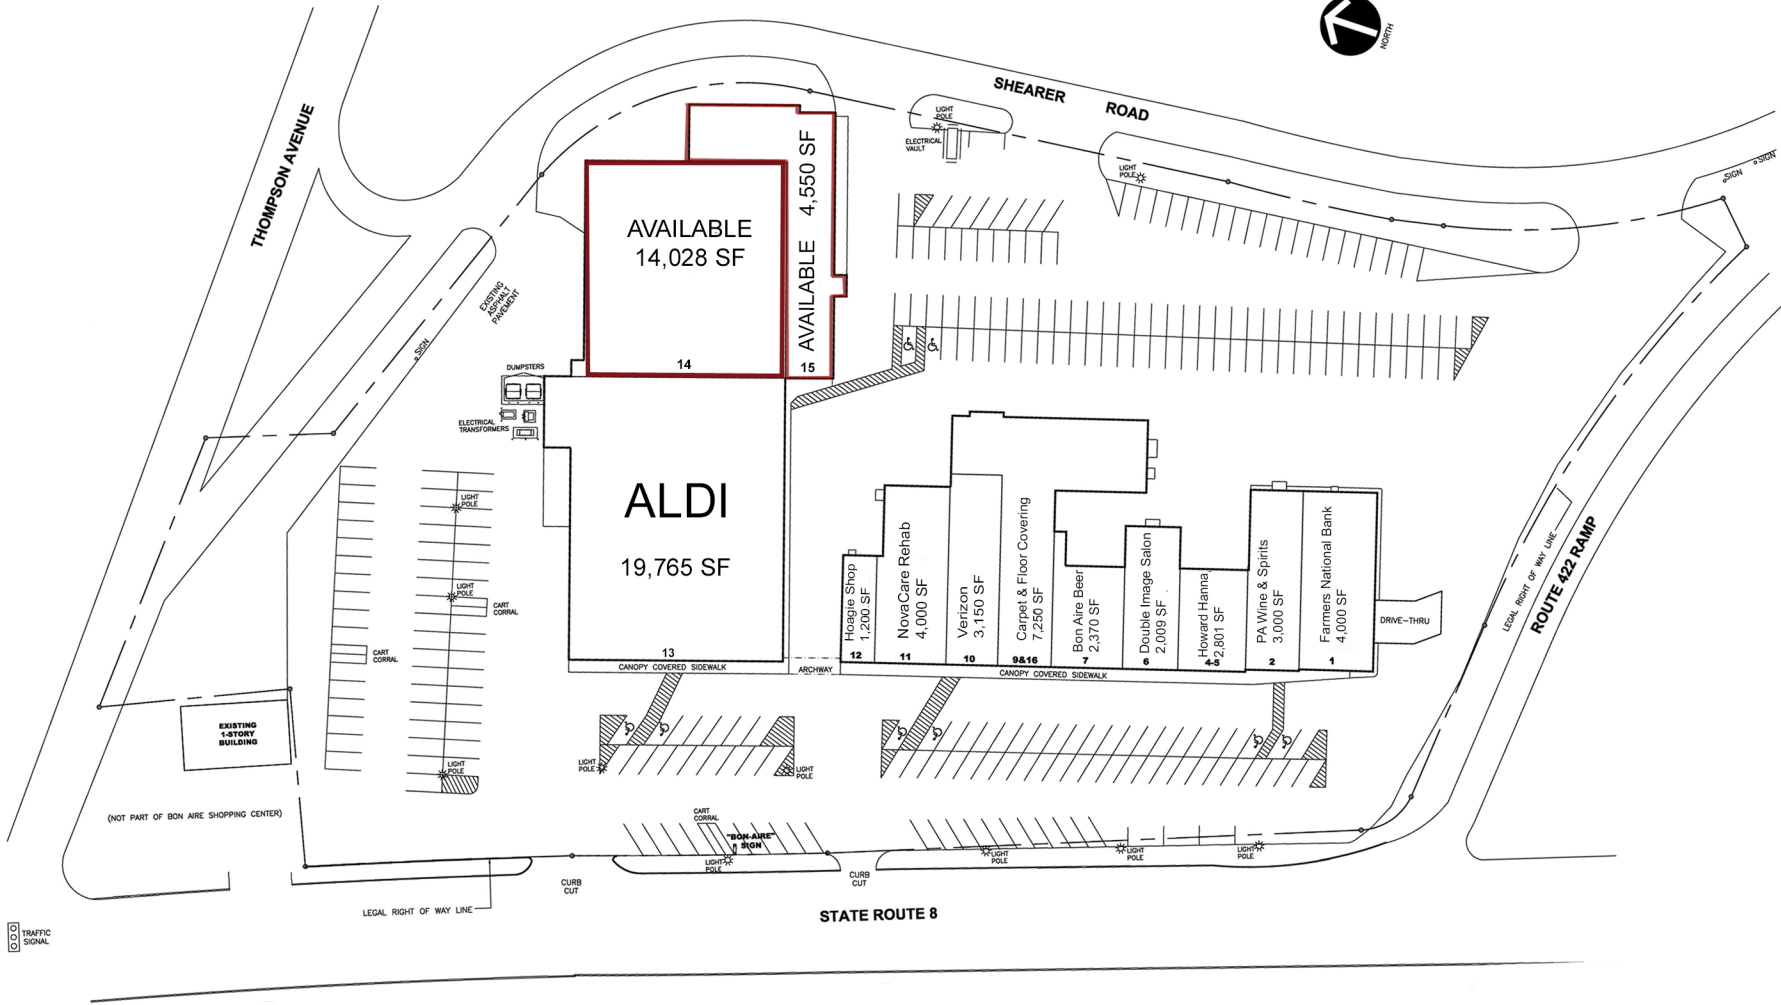 NORTH
SHEARER ROAD
THOMPSON AVENUE
LIGHT
POLE
ELECTRICAL
VAULT
LIGHT
POLE
SIGN
SIGN
AVAILABLE
14,028 SF
14
AVAILABLE 4,550 SF
15
EXISTING
ASPHALT
PAVEMENT
SIGN
DUMPSTERS
ELECTRICAL
TRANSFORMERS
ALDI
19,765 SF
13
LIGHT
POLE
LIGHT
POLE
CART
CORRAL
CART
CORRAL
LIGHT
POLE
Hoagie Shop
1,200 SF
12
NovaCare Rehab
4,000 SF
11
Verizon
3,150 SF
10
Carpet & Floor Covering
7,250 SF
9&16
Bon Aire Beer
2,370 SF
7
Double Image Salon
2,009 SF
6
Howard Hanna,
2,801 SF
4-5
PA Wine & Spirits
3,000 SF
2
Farmers National Bank
4,000 SF
1
DRIVE-THRU
LEGAL RIGHT OF WAY LINE
ROUTE 422 RAMP
CANOPY COVERED SIDEWALK
ARCHWAY
CANOPY COVERED SIDEWALK
EXISTING
1-STORY
BUILDING
(NOT PART OF BON AIRE SHOPPING CENTER)
LIGHT
POLE
LIGHT
POLE
CART
CORRAL
"BON-AIRE"
SIGN
LIGHT
POLE
LIGHT
POLE
LIGHT
POLE
LIGHT
POLE
CURB
CUT
CURB
CUT
LEGAL RIGHT OF WAY LINE
STATE ROUTE 8
TRAFFIC
SIGNAL